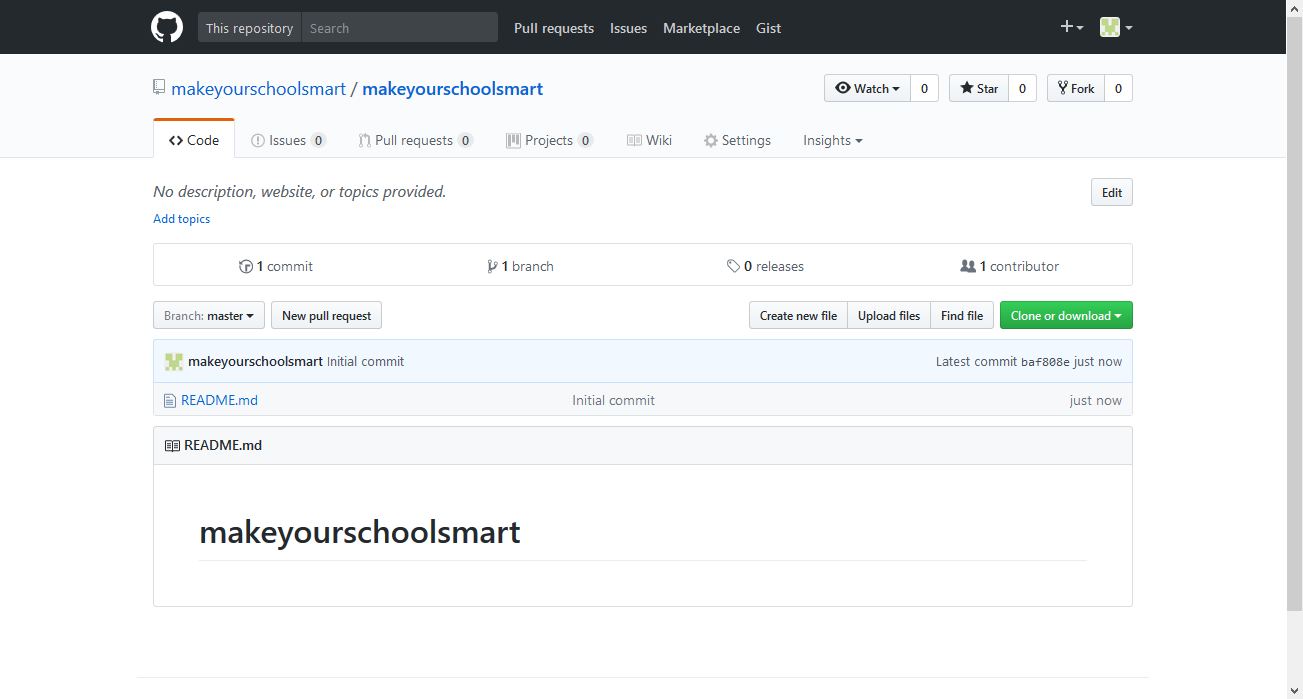 This repository Search Pull requests Issues Marketplace Gist
makeyourschoolsmart / makeyourschoolsmart Watch 0 Star 0 Fork 0
Code Issues 0 Pull requests 0 Projects 0 Wiki Settings Insights
No description, website, or topics provided. Edit
Add topics
1 commit 1 branch 0 releases 1 contributor
Branch: master New pull request Create new file Upload files Find file Clone or download
makeyourschoolsmart Initial commit Latest commit baf808e just now
README.md Initial commit just now
README.md
makeyourschoolsmart